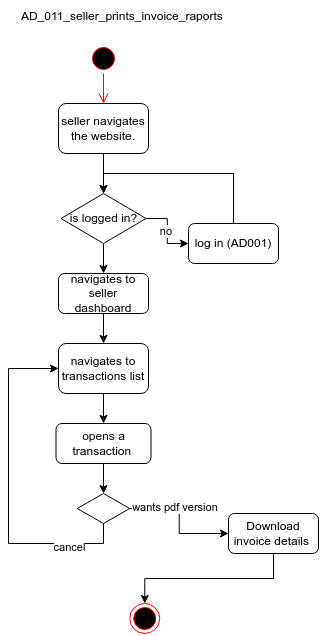 AD_011_seller_prints_invoice_raports
seller navigates
the website.
is logged in?
no
log in (AD001)
navigates to
seller
dashboard
navigates to
transactions list
opens a
transaction
wants pdf version
Download
invoice details
cancel